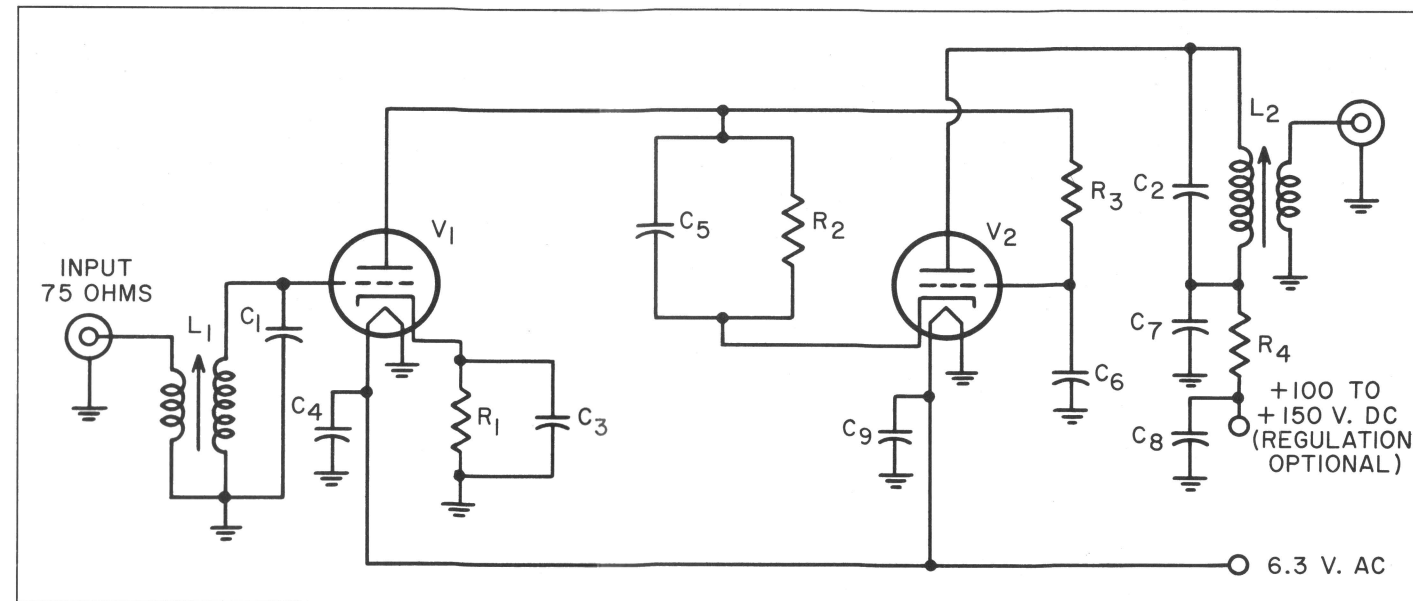 INPUT
75 OHMS
L1
C1
V1
C4
R1
C3
C5
R2
V2
R3
C6
C9
C2
L2
C7
R4
C8
+100 TO
+150 V. DC
(REGULATION
OPTIONAL)
6.3 V. AC